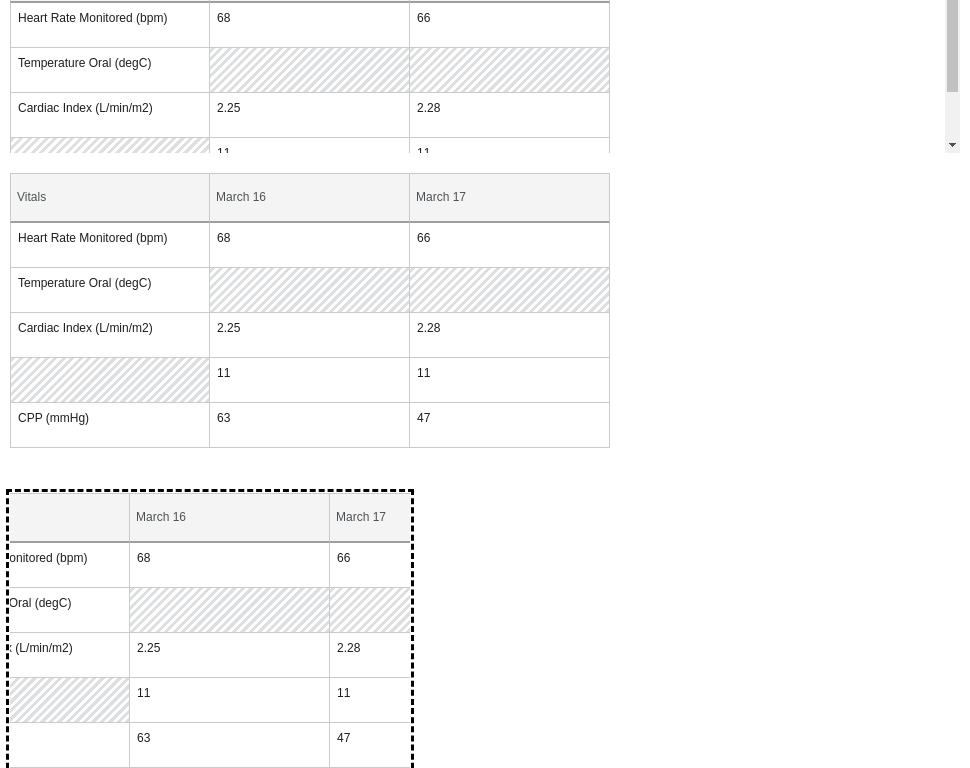 Heart Rate Monitored (bpm) 68 66
Temperature Oral (degC)
Cardiac Index (L/min/m2) 2.25 2.28
11 11
Vitals March 16 March 17
Heart Rate Monitored (bpm) 68 66
Temperature Oral (degC)
Cardiac Index (L/min/m2) 2.25 2.28
11 11
CPP (mmHg) 63 47
March 16 March 17
onitored (bpm) 68 66
Oral (degC)
(L/min/m2) 2.25 2.28
11 11
63 47